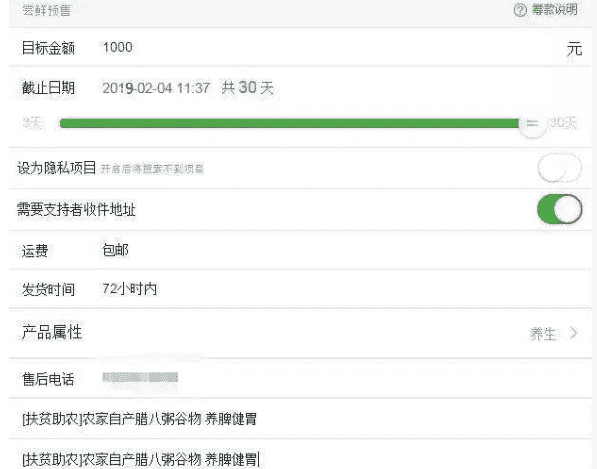 尝鲜预售 ? 筹款说明
目标金额 1000 元
截止日期 2019-02-04 11:37 共 30 天
3天 30天
设为隐私项目 开启后将搜索不到项目
需要支持者收件地址
运费 包邮
发货时间 72小时内
产品属性 养生
售后电话
[扶贫助农]农家自产腊八粥谷物 养脾健胃
[扶贫助农]农家自产腊八粥谷物 养脾健胃